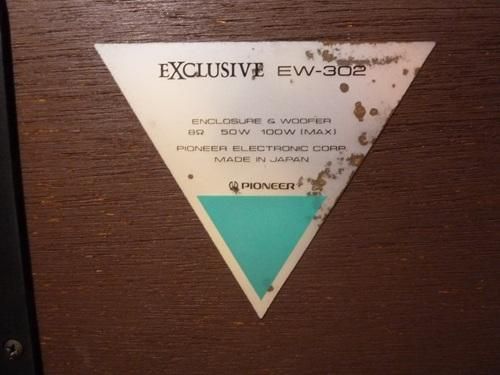 EXCLUSIVE EW-302
ENCLOSURE & WOOFER
8Ω 50W 100W (MAX)
PIONEER ELECTRONIC CORP.
MADE IN JAPAN
PIONEER